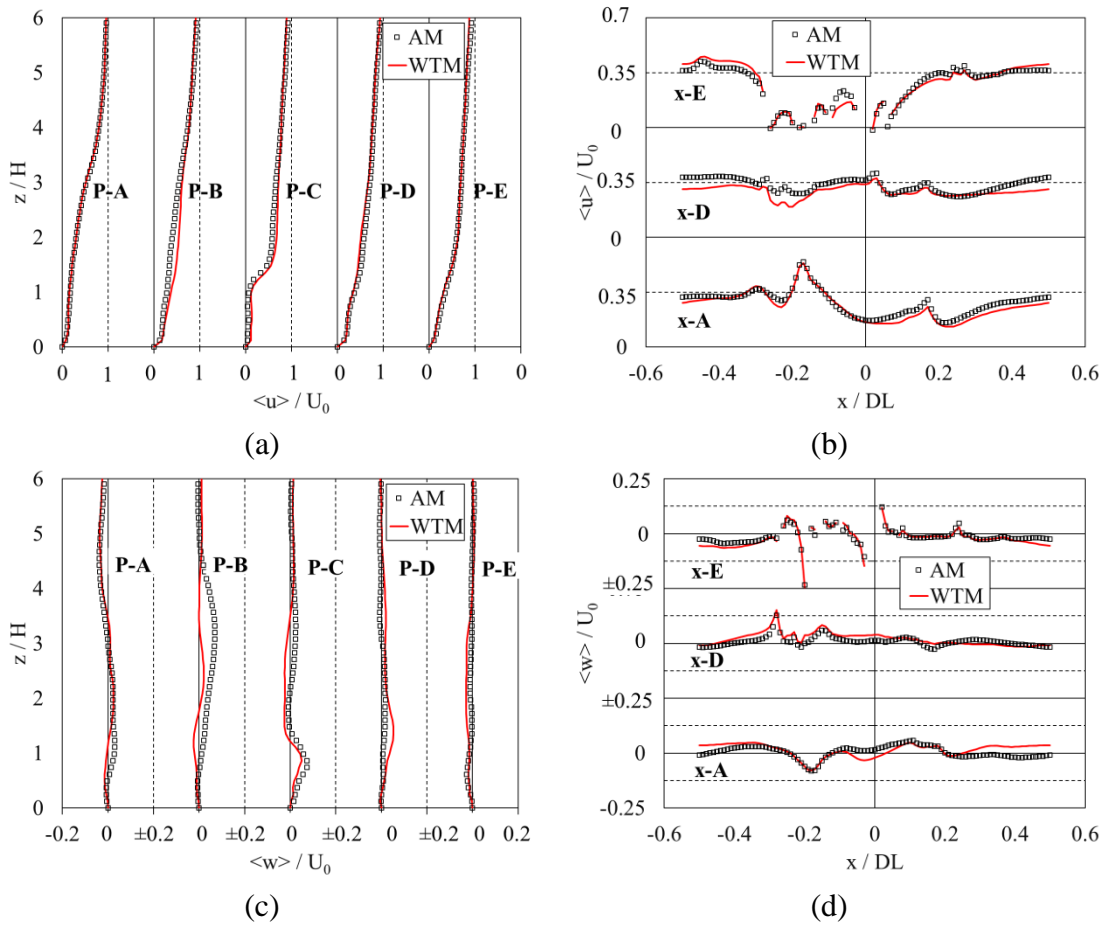 6
5
4
3
2
1
0
z / H
AM
WTM
P-A
P-B
P-C
P-D
P-E
0 1 0 1 0 1 0 1 0 1 0
<u> / U0
(a)
0.7
0.35
0
0.35
0
0.35
0
<u> / U0
AM
WTM
x-E
x-D
x-A
-0.6 -0.4 -0.2 0 0.2 0.4 0.6
x / DL
(b)
6
5
4
3
2
1
0
z / H
AM
WTM
P-A
P-B
P-C
P-D
P-E
-0.2 0 ±0.2 0 ±0.2 0 ±0.2 0 ±0.2 0 0.2
<w> / U0
(c)
0.25
0
±0.25
0
±0.25
0
-0.25
<w> / U0
x-E
AM
WTM
x-D
x-A
-0.6 -0.4 -0.2 0 0.2 0.4 0.6
x / DL
(d)